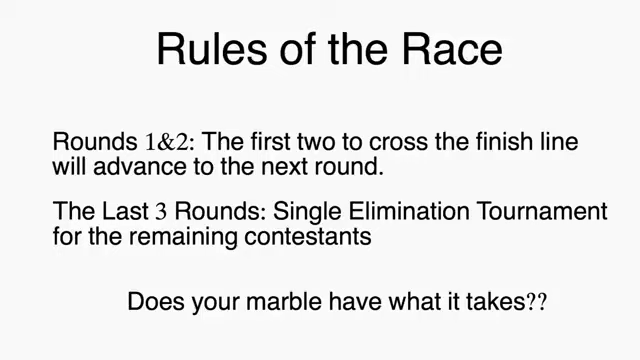 Rules of the Race
Rounds 1&2: The first two to cross the finish line
will advance to the next round.
The Last 3 Rounds: Single Elimination Tournament
for the remaining contestants
Does your marble have what it takes??